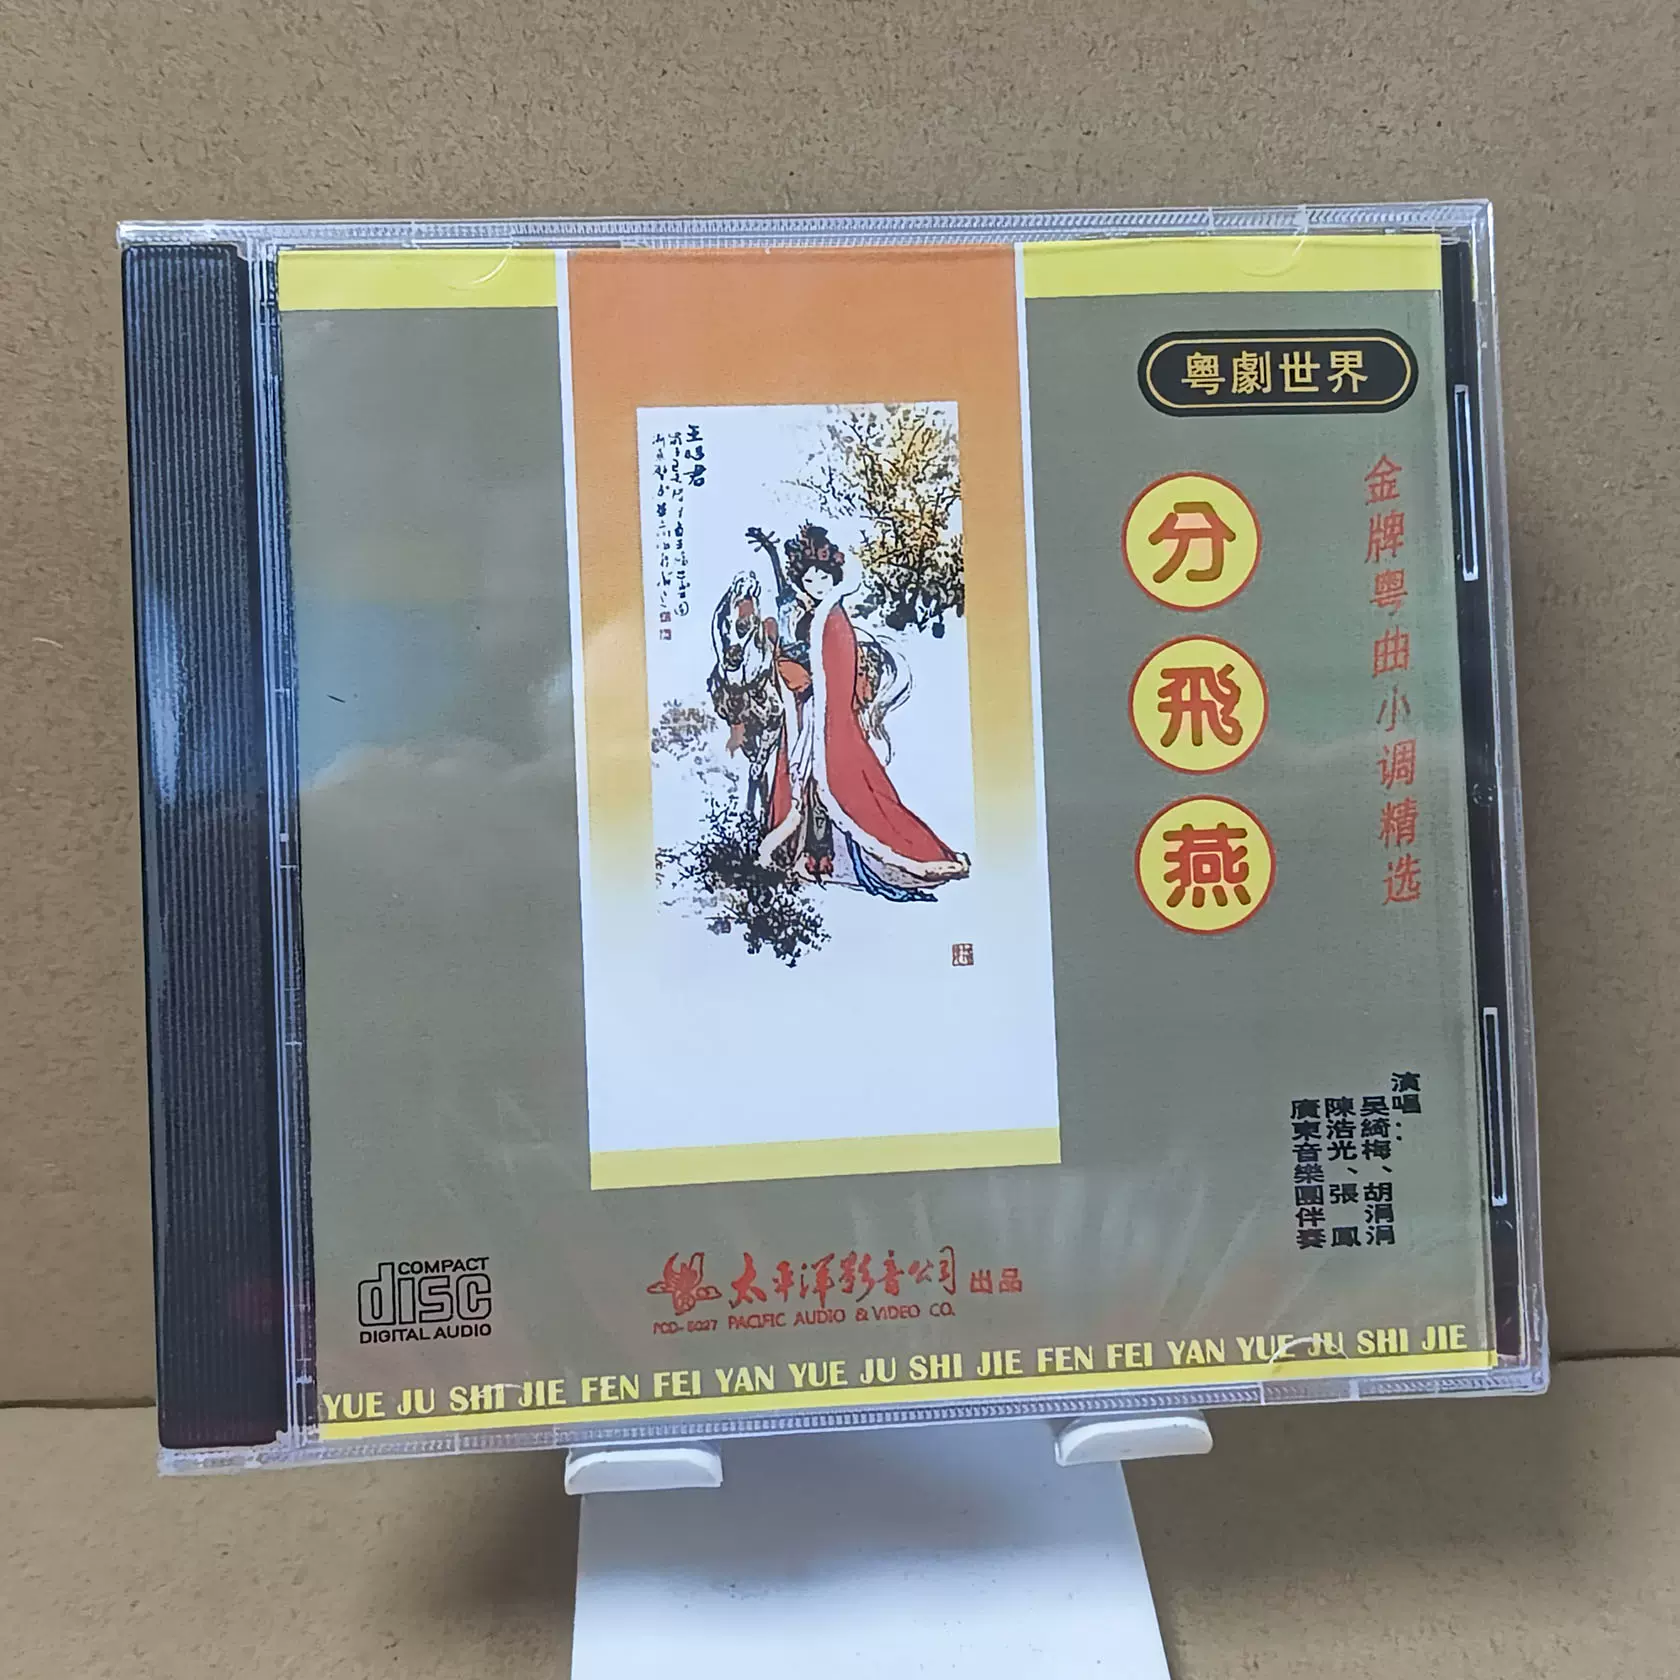 粤劇世界
分飛燕
金牌粤曲小调精选
演唱：
吴綺梅、胡涓涓
陳浩光、張鳳
廣東音樂團伴奏
王昭君
COMPACT
disc
DIGITAL AUDIO
太平洋影音公司出品
PACIFIC AUDIO & VIDEO CO.
YUE JU SHI JIE FEN FEI YAN YUE JU SHI JIE FEN FEI YAN YUE JU SHI JIE